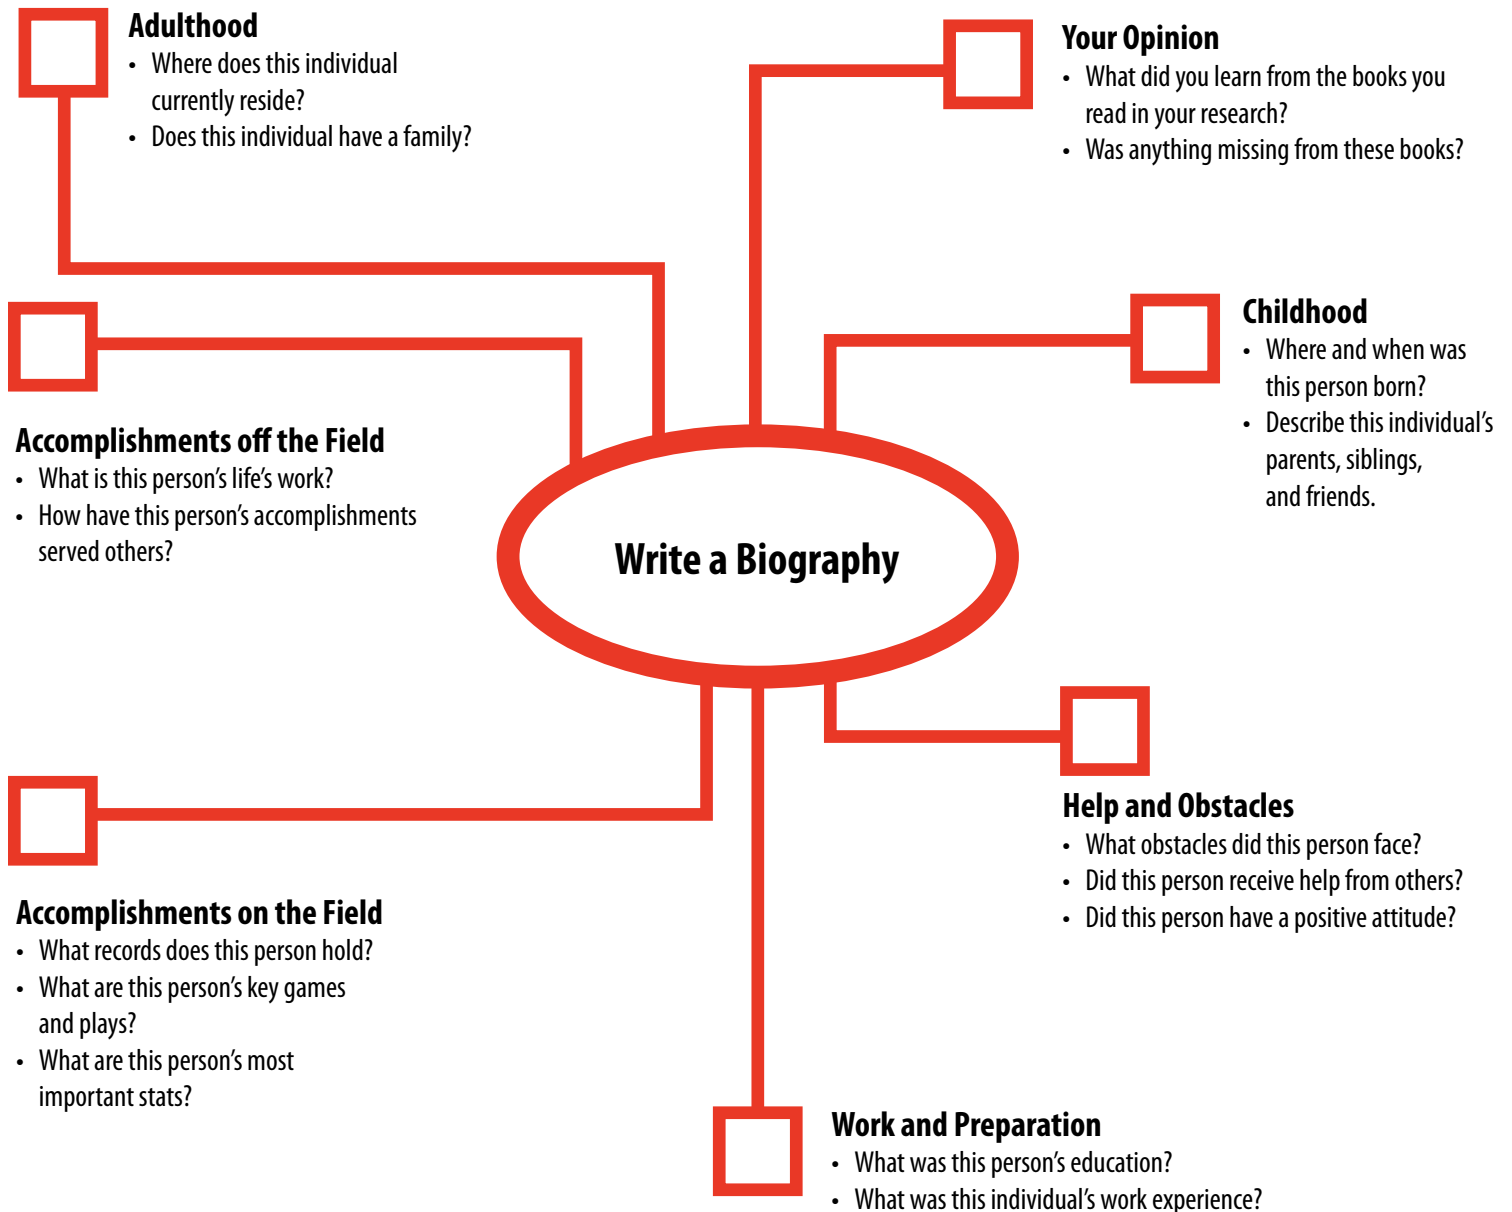 Adulthood
• Where does this individual
currently reside?
• Does this individual have a family?
Your Opinion
• What did you learn from the books you
read in your research?
• Was anything missing from these books?
Childhood
• Where and when was
this person born?
• Describe this individual’s
parents, siblings,
and friends.
Accomplishments off the Field
• What is this person’s life’s work?
• How have this person’s accomplishments
served others?
Write a Biography
Help and Obstacles
• What obstacles did this person face?
• Did this person receive help from others?
• Did this person have a positive attitude?
Accomplishments on the Field
• What records does this person hold?
• What are this person’s key games
and plays?
• What are this person’s most
important stats?
Work and Preparation
• What was this person’s education?
• What was this individual’s work experience?